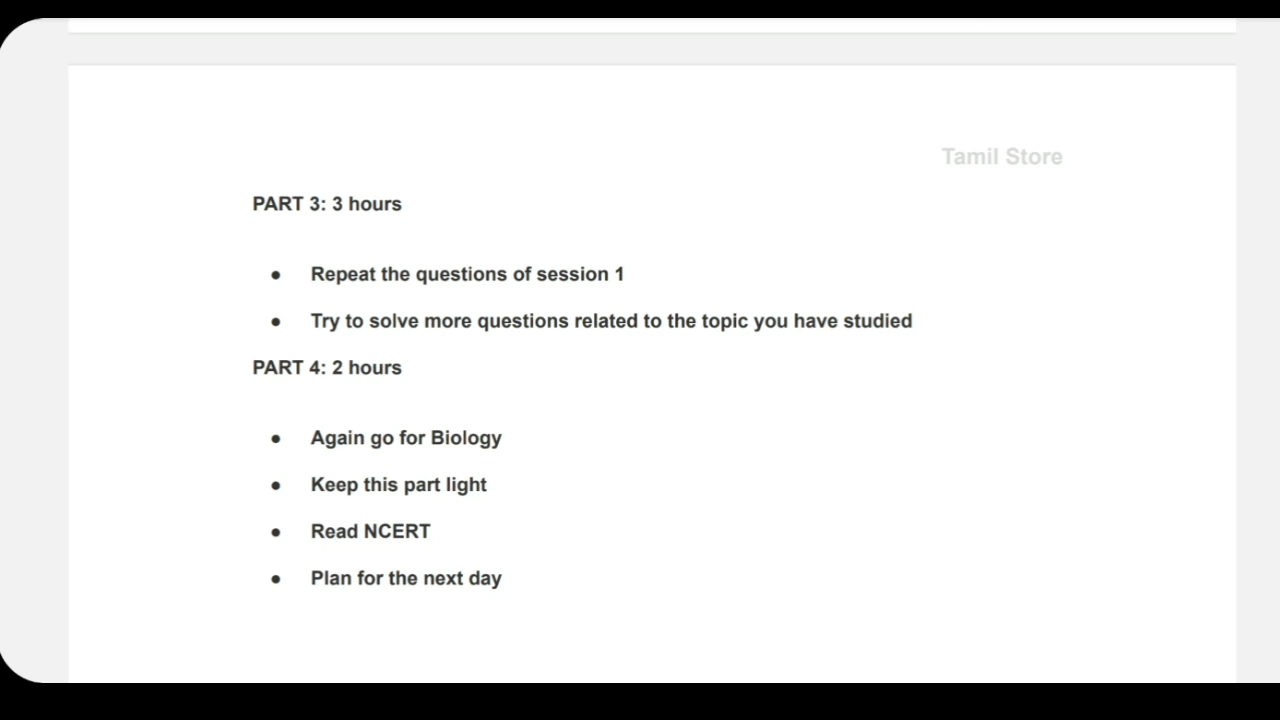 Tamil Store
PART 3: 3 hours
● Repeat the questions of session 1
● Try to solve more questions related to the topic you have studied
PART 4: 2 hours
● Again go for Biology
● Keep this part light
● Read NCERT
● Plan for the next day